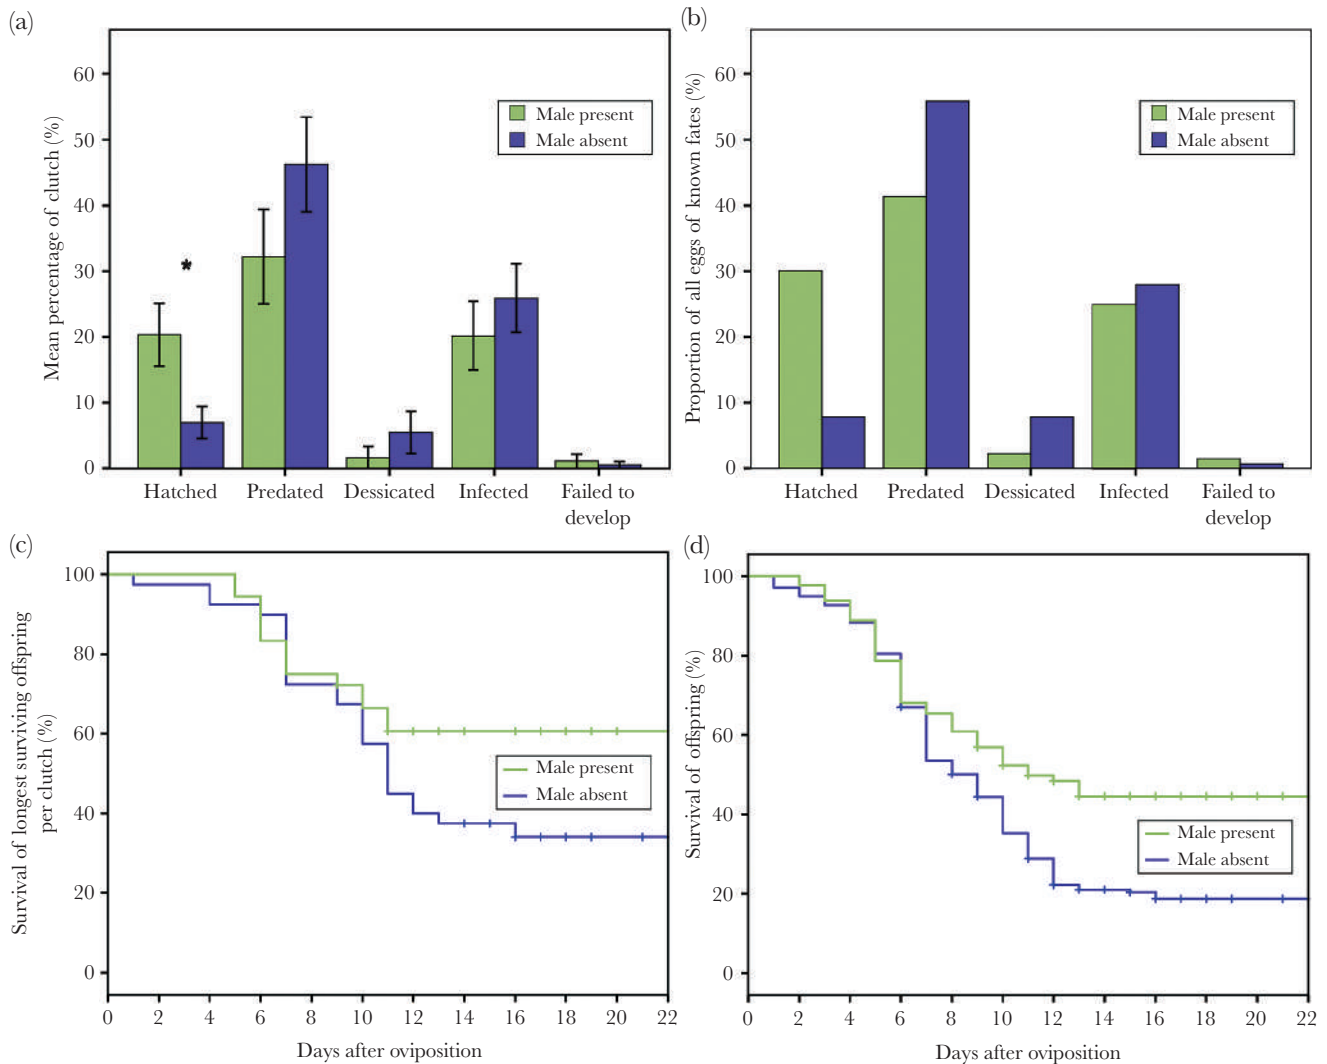 (a)
Mean percentage of clutch (%)
60
50
40
30
20
10
0
*
Male present
Male absent
Hatched
Predated
Dessicated
Infected
Failed to
develop
(b)
Proportion of all eggs of known fates (%)
60
50
40
30
20
10
0
Male present
Male absent
Hatched
Predated
Dessicated
Infected
Failed to
develop
(c)
Survival of longest surviving offspring
per clutch (%)
100
80
60
40
20
0
Male present
Male absent
0 2 4 6 8 10 12 14 16 18 20 22
Days after oviposition
(d)
Survival of offspring (%)
100
80
60
40
20
0
Male present
Male absent
0 2 4 6 8 10 12 14 16 18 20 22
Days after oviposition